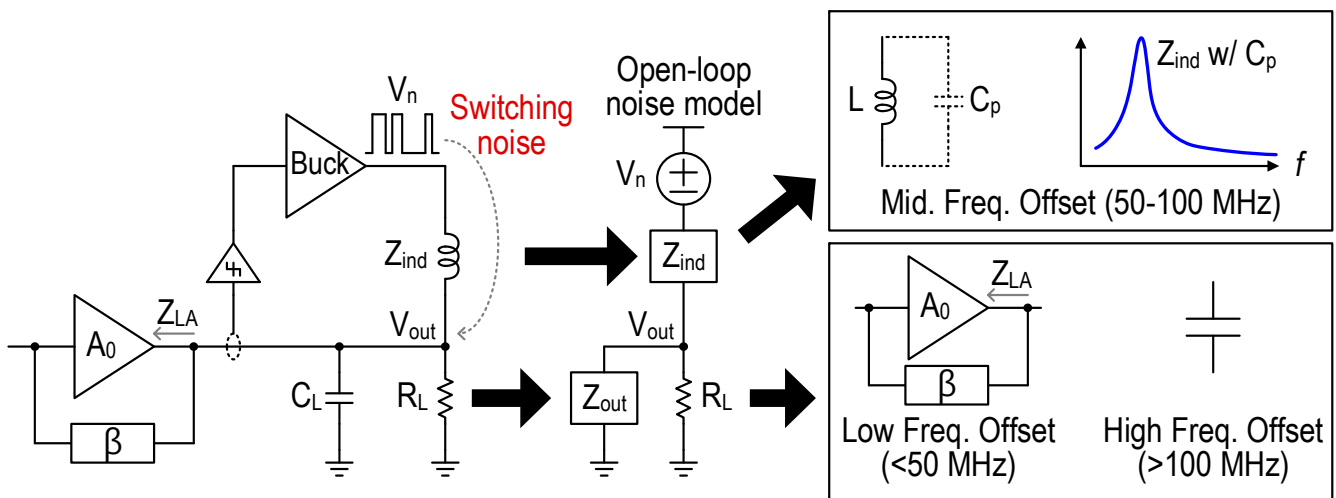 Vn
Switching
noise
Buck
Zind
ZLA
A0
Vout
CL
RL
β
Open-loop
noise model
Vn
Zind
Vout
Zout
RL
L
Cp
Zind w/ Cp
f
Mid. Freq. Offset (50-100 MHz)
ZLA
A0
β
Low Freq. Offset
(<50 MHz)
High Freq. Offset
(>100 MHz)